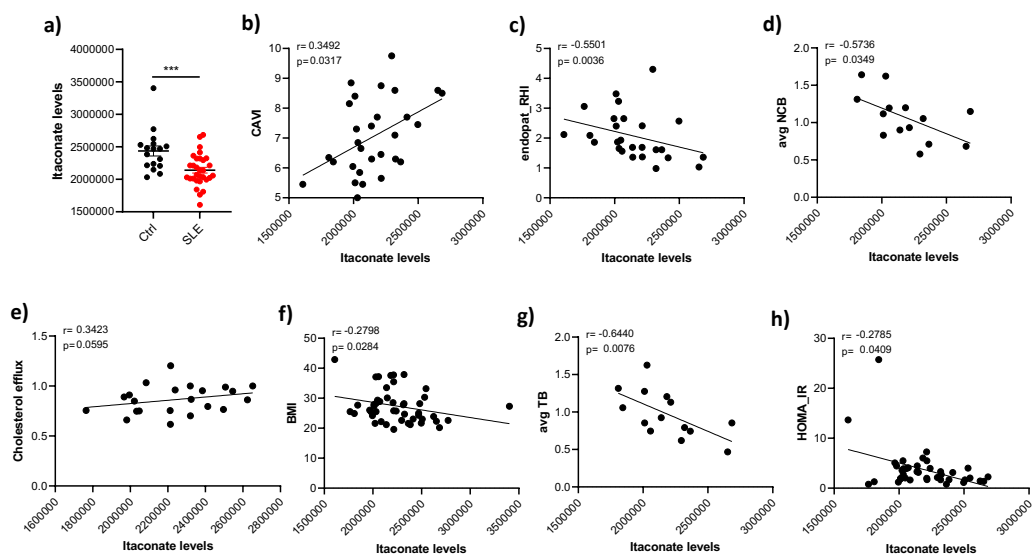 a)
Itaconate levels
4000000
3500000
3000000
2500000
2000000
1500000
1000000
***
Ctrl
SLE
b)
r= 0.3492
p=0.0317
CAVI
10
9
8
7
6
5
1500000
2000000
2500000
3000000
Itaconate levels
c)
r= -0.5501
p= 0.0036
endopat_RHI
5
4
3
2
1
0
1500000
2000000
2500000
3000000
Itaconate levels
d)
r= -0.5736
p= 0.0349
avg NCB
2.0
1.5
1.0
0.5
0.0
1500000
2000000
2500000
3000000
Itaconate levels
e)
r= 0.3423
p=0.0595
Cholesterol efflux
1.5
1.0
0.5
0.0
1600000
1800000
2000000
2200000
2400000
2600000
2800000
Itaconate levels
f)
r= -0.2798
p= 0.0284
BMI
50
40
30
20
10
0
1500000
2000000
2500000
3000000
3500000
Itaconate levels
g)
r= -0.6440
p= 0.0076
avg TB
2.0
1.5
1.0
0.5
0.0
1500000
2000000
2500000
3000000
Itaconate levels
h)
r= -0.2785
p= 0.0409
HOMA_IR
30
20
10
0
1500000
2000000
2500000
3000000
Itaconate levels